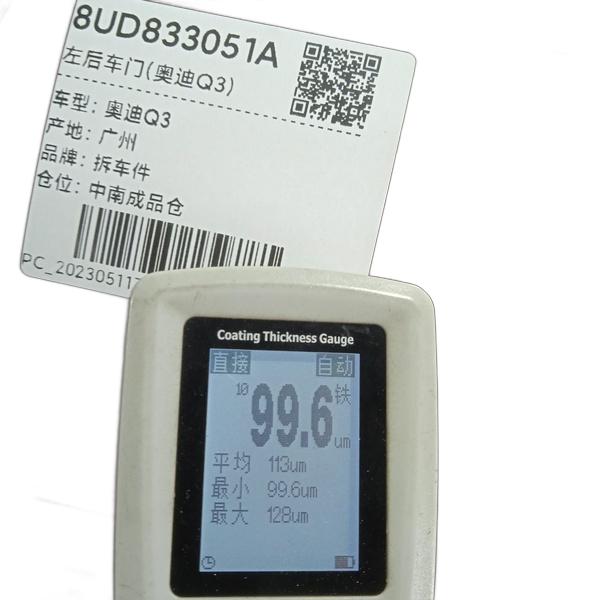 8UD833051A
左后车门(奥迪Q3)
车型: 奥迪Q3
产地: 广州
品牌: 拆车件
仓位: 中南成品仓
Coating Thickness Gauge
直接 自动
10 99.6 铁
um
平均 113um
最小 99.6um
最大 128um